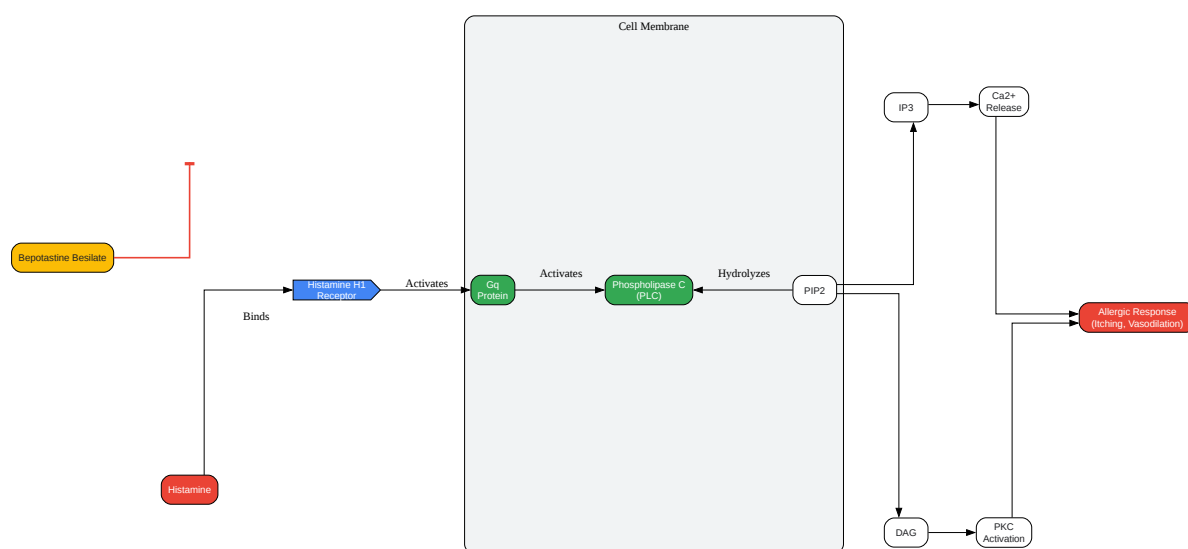 Cell Membrane
IP3
Ca2+
Release
Bepotastine Besilate
Histamine H1
Receptor
Activates
Gq
Protein
Activates
Phospholipase C
(PLC)
Hydrolyzes
PIP2
Binds
Allergic Response
(Itching, Vasodilation)
Histamine
DAG
PKC
Activation